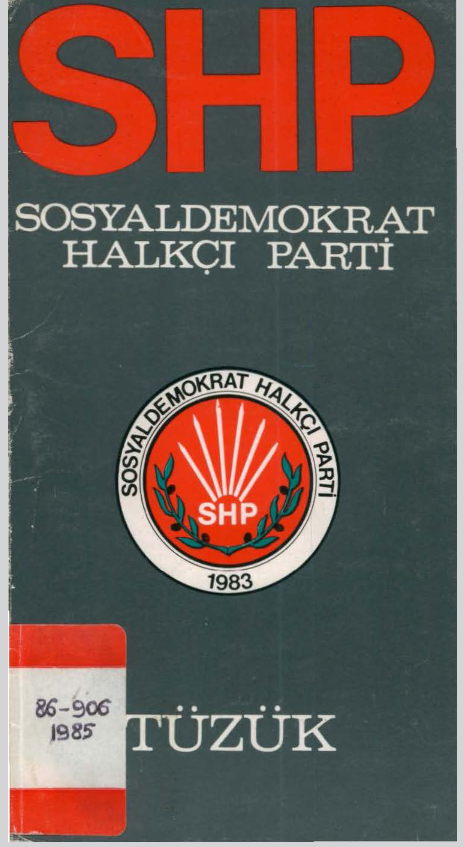 SHP
SOSYALDEMOKRAT
HALKÇI PARTİ
SOSYALDEMOKRAT HALKÇI PARTİ
SHP
1983
86-906
1985
TÜZÜK